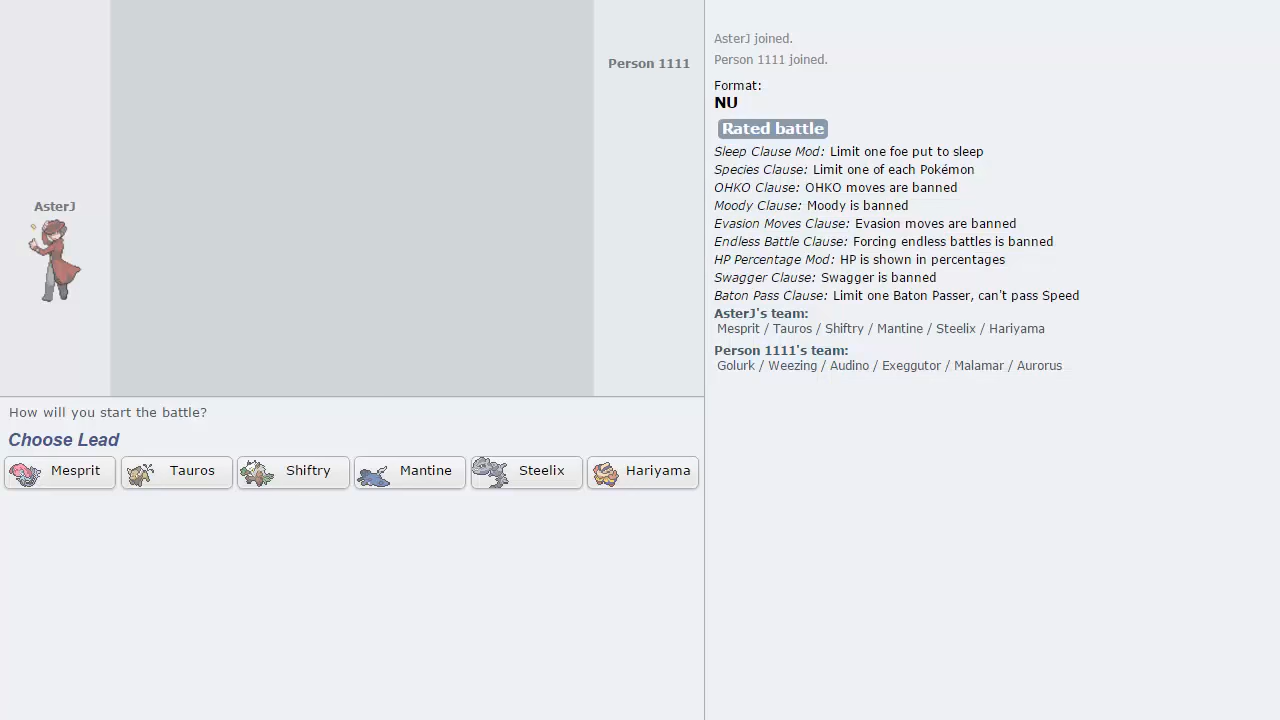 Person 1111
AsterJ
How will you start the battle?
Choose Lead
Mesprit
Tauros
Shiftry
Mantine
Steelix
Hariyama
AsterJ joined.
Person 1111 joined.
Format:
NU
Rated battle
Sleep Clause Mod: Limit one foe put to sleep
Species Clause: Limit one of each Pokémon
OHKO Clause: OHKO moves are banned
Moody Clause: Moody is banned
Evasion Moves Clause: Evasion moves are banned
Endless Battle Clause: Forcing endless battles is banned
HP Percentage Mod: HP is shown in percentages
Swagger Clause: Swagger is banned
Baton Pass Clause: Limit one Baton Passer, can't pass Speed
AsterJ's team:
Mesprit / Tauros / Shiftry / Mantine / Steelix / Hariyama
Person 1111's team:
Golurk / Weezing / Audino / Exeggutor / Malamar / Aurorus